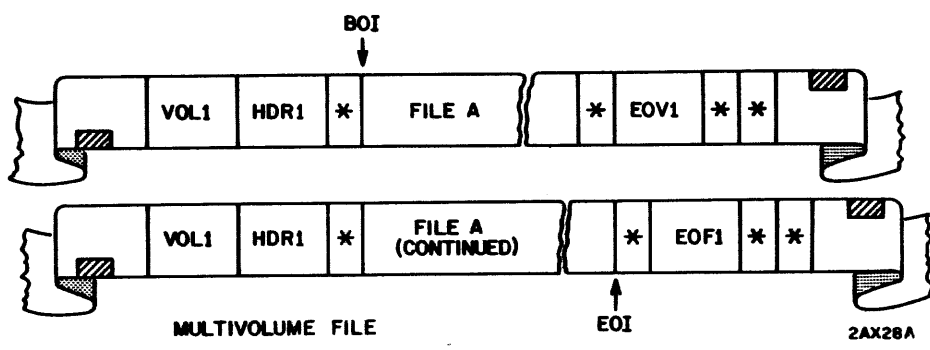 BOI
VOL1 HDR1 * FILE A * EOV1 * *
VOL1 HDR1 * FILE A (CONTINUED) * EOF1 * *
EOI
MULTIVOLUME FILE
2AX28A